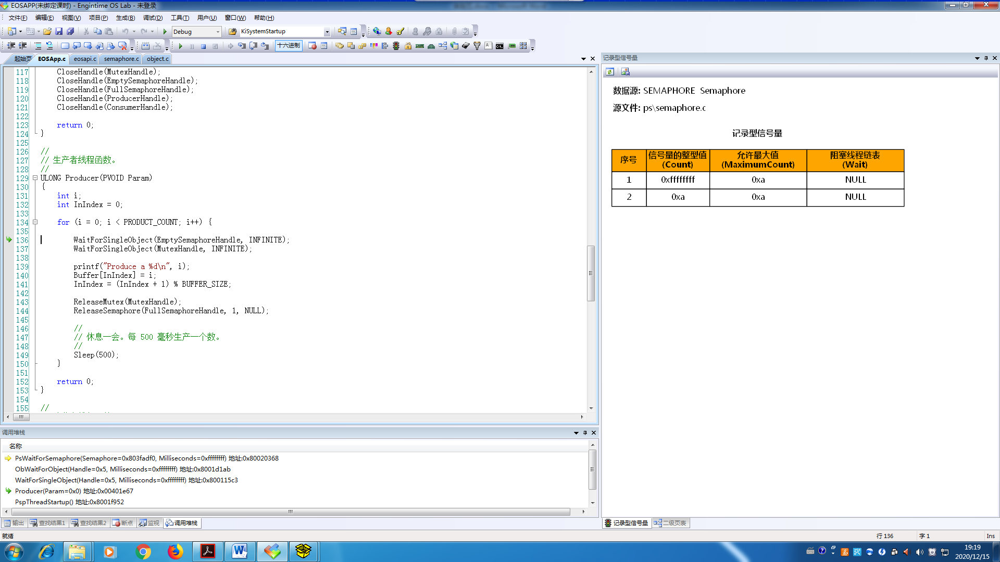 EOSAPP(未绑定课时) - Engintime OS Lab - 未登录
文件(F) 编辑(E) 视图(V) 项目(P) 生成(B) 调试(D) 工具(T) 用户(U) 窗口(W) 帮助(H)
Debug KiSystemStartup
十六进制
起始页 EOSApp.c eosapi.c semaphore.c object.c
117 CloseHandle(MutexHandle);
118 CloseHandle(EmptySemaphoreHandle);
119 CloseHandle(FullSemaphoreHandle);
120 CloseHandle(ProducerHandle);
121 CloseHandle(ConsumerHandle);
122
123 return 0;
124 }
125
126 //
127 // 生产者线程函数。
128 //
129 ULONG Producer(PVOID Param)
130 {
131 int i;
132 int InIndex = 0;
133
134 for (i = 0; i < PRODUCT_COUNT; i++) {
135
136 WaitForSingleObject(EmptySemaphoreHandle, INFINITE);
137 WaitForSingleObject(MutexHandle, INFINITE);
138
139 printf("Produce a %d\n", i);
140 Buffer[InIndex] = i;
141 InIndex = (InIndex + 1) % BUFFER_SIZE;
142
143 ReleaseMutex(MutexHandle);
144 ReleaseSemaphore(FullSemaphoreHandle, 1, NULL);
145
146 //
147 // 休息一会。每 500 毫秒生产一个数。
148 //
149 Sleep(500);
150 }
151
152 return 0;
153 }
154
155 //
调用堆栈
名称
PsWaitForSemaphore(Semaphore=0x803fadf0, Milliseconds=0xffffffff) 地址:0x80020368
ObWaitForObject(Handle=0x5, Milliseconds=0xffffffff) 地址:0x8001d1ab
WaitForSingleObject(Handle=0x5, Milliseconds=0xffffffff) 地址:0x800115c3
Producer(Param=0x0) 地址:0x00401e67
PspThreadStartup() 地址:0x8001f952
输出 查找结果1 查找结果2 断点 监视 调用堆栈
记录型信号量
数据源: SEMAPHORE Semaphore
源文件: ps\semaphore.c
记录型信号量
序号 信号量的整型值 (Count) 允许最大值 (MaximumCount) 阻塞线程链表 (Wait)
1 0xffffffff 0xa NULL
2 0xa 0xa NULL
记录型信号量 二级页表
就绪 行 136 字 1 Ins
19:19
2020/12/15